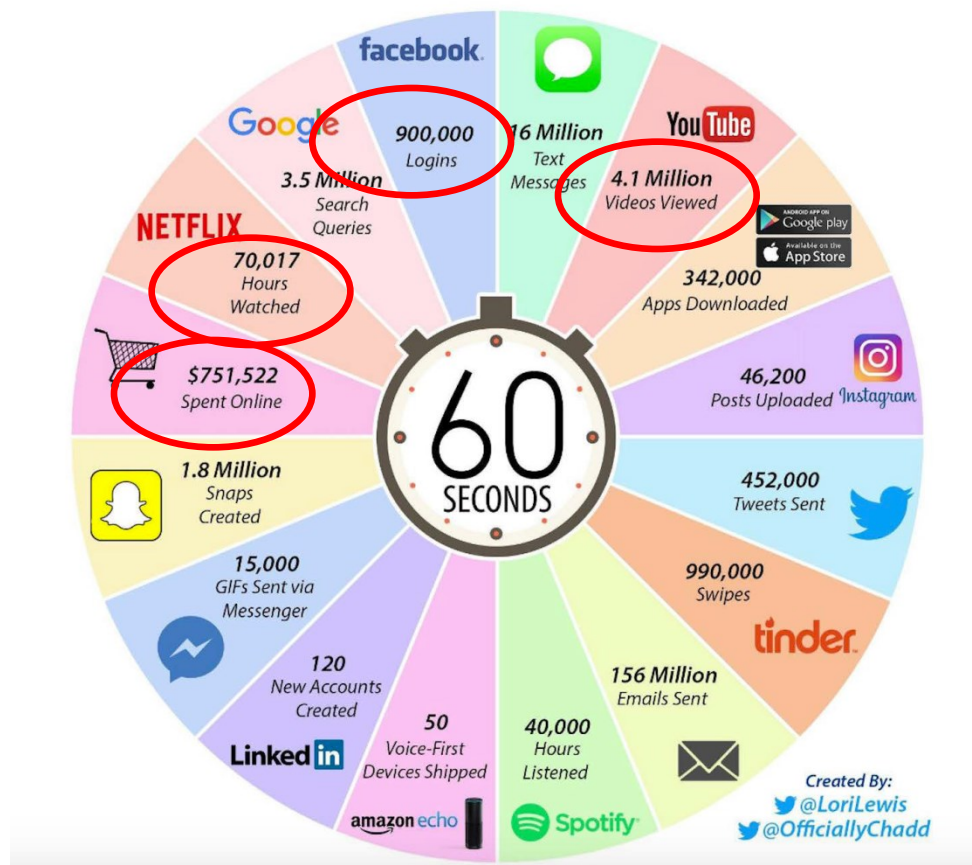 facebook
900,000
Logins
16 Million
Text
Messages
YouTube
4.1 Million
Videos Viewed
ANDROID APP ON
Google play
Available on the
App Store
342,000
Apps Downloaded
46,200
Posts Uploaded
Instagram
452,000
Tweets Sent
990,000
Swipes
tinder
156 Million
Emails Sent
40,000
Hours
Listened
Spotify
50
Voice-First
Devices Shipped
amazon echo
120
New Accounts
Created
Linked in
15,000
GIFs Sent via
Messenger
1.8 Million
Snaps
Created
$751,522
Spent Online
NETFLIX
70,017
Hours
Watched
Google
3.5 Million
Search
Queries
60
SECONDS
Created By:
@LoriLewis
@OfficiallyChadd